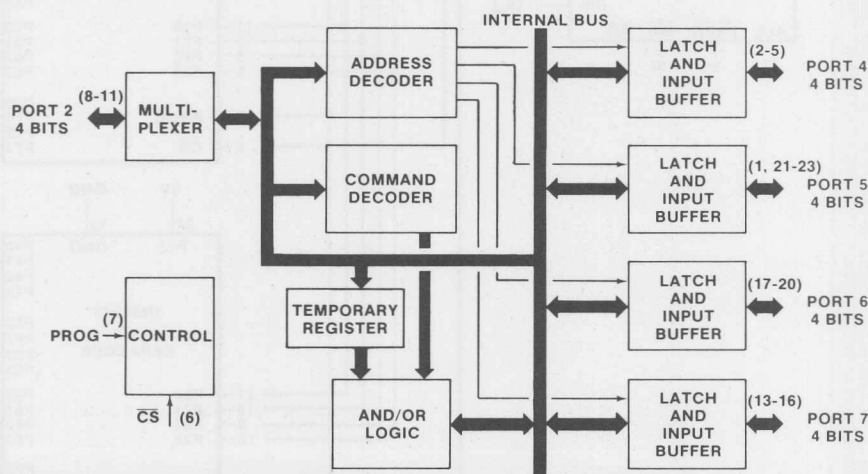 INTERNAL BUS
ADDRESS
DECODER
LATCH
AND
INPUT
BUFFER
(2-5)
PORT 4
4 BITS
PORT 2
4 BITS
(8-11)
MULTI-
PLEXER
COMMAND
DECODER
LATCH
AND
INPUT
BUFFER
(1, 21-23)
PORT 5
4 BITS
TEMPORARY
REGISTER
LATCH
AND
INPUT
BUFFER
(17-20)
PORT 6
4 BITS
PROG
(7)
CONTROL
CS
(6)
AND/OR
LOGIC
LATCH
AND
INPUT
BUFFER
(13-16)
PORT 7
4 BITS